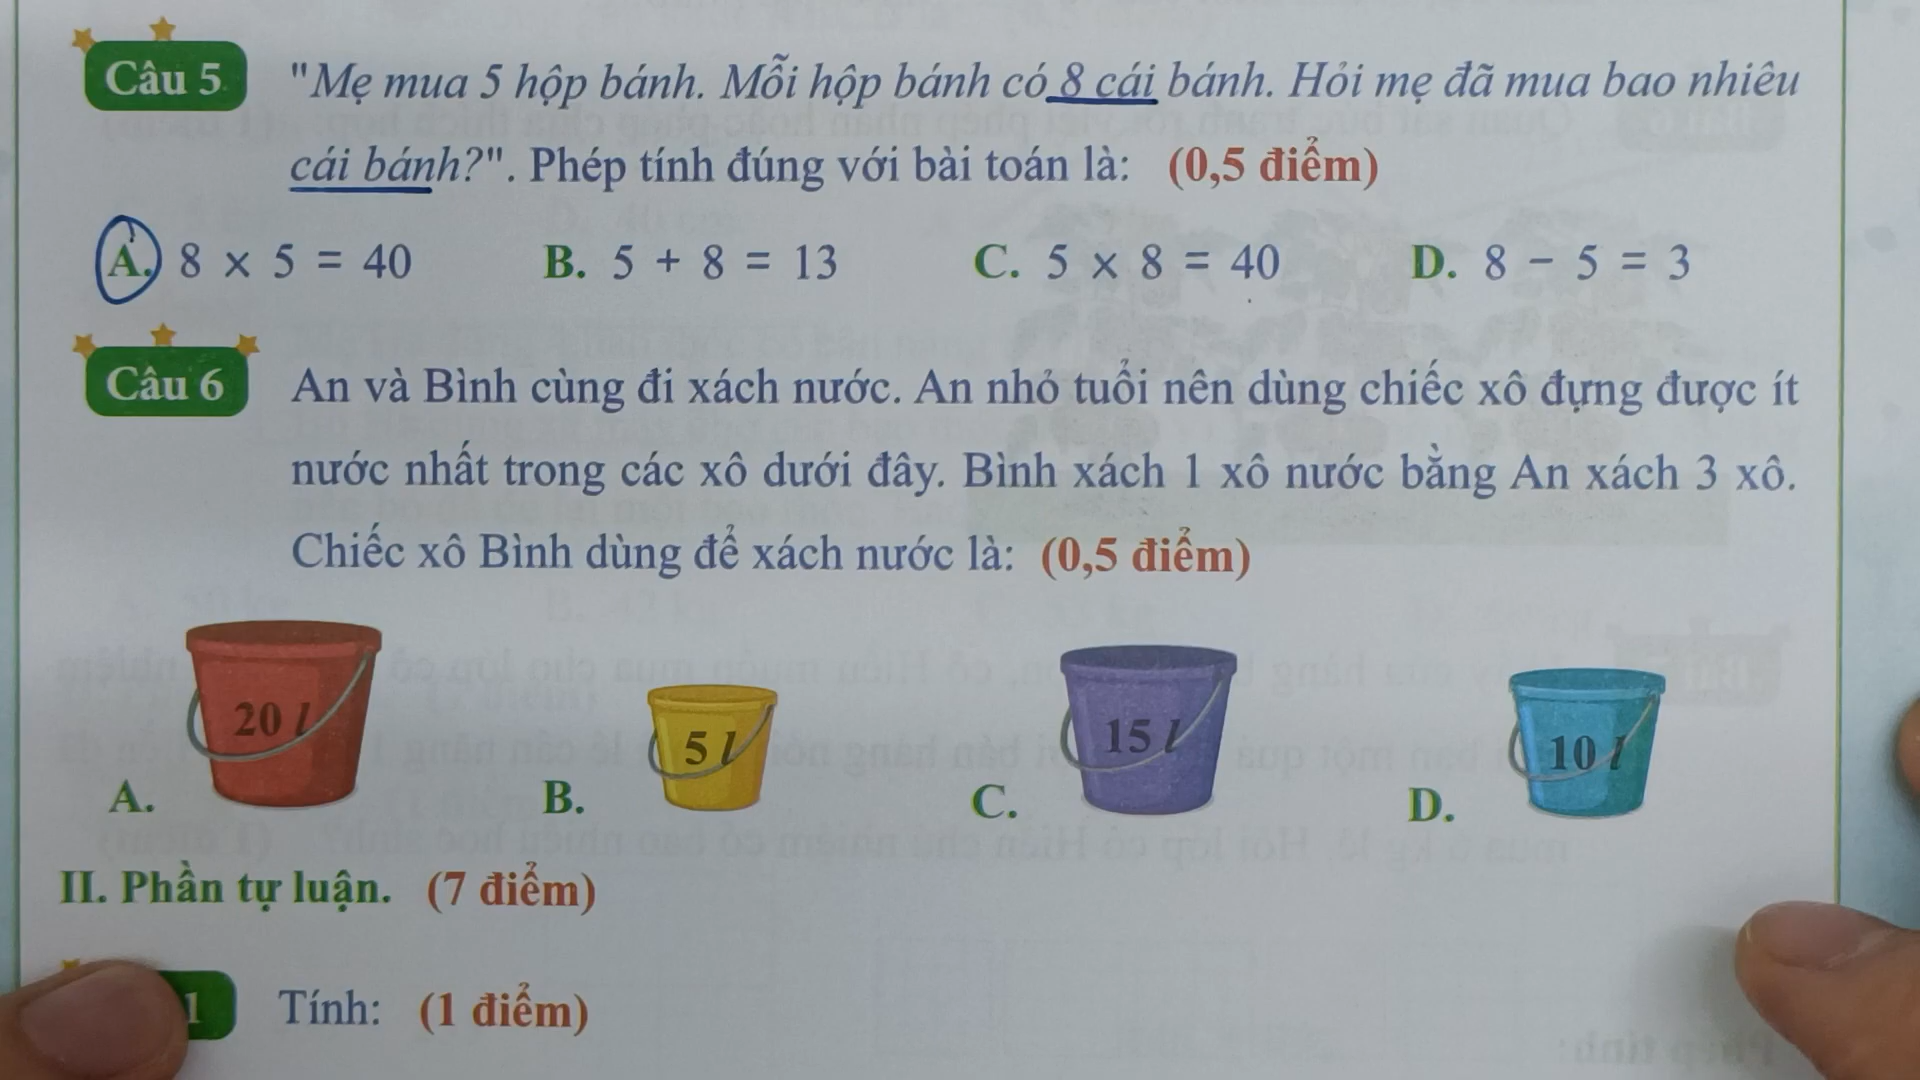 Câu 5 "Mẹ mua 5 hộp bánh. Mỗi hộp bánh có 8 cái bánh. Hỏi mẹ đã mua bao nhiêu
cái bánh?". Phép tính đúng với bài toán là: (0,5 điểm)
A. 8 × 5 = 40 B. 5 + 8 = 13 C. 5 × 8 = 40 D. 8 − 5 = 3
Câu 6 An và Bình cùng đi xách nước. An nhỏ tuổi nên dùng chiếc xô đựng được ít
nước nhất trong các xô dưới đây. Bình xách 1 xô nước bằng An xách 3 xô.
Chiếc xô Bình dùng để xách nước là: (0,5 điểm)
A. 20 l B. 5 l C. 15 l D. 10 l
II. Phần tự luận. (7 điểm)
1 Tính: (1 điểm)